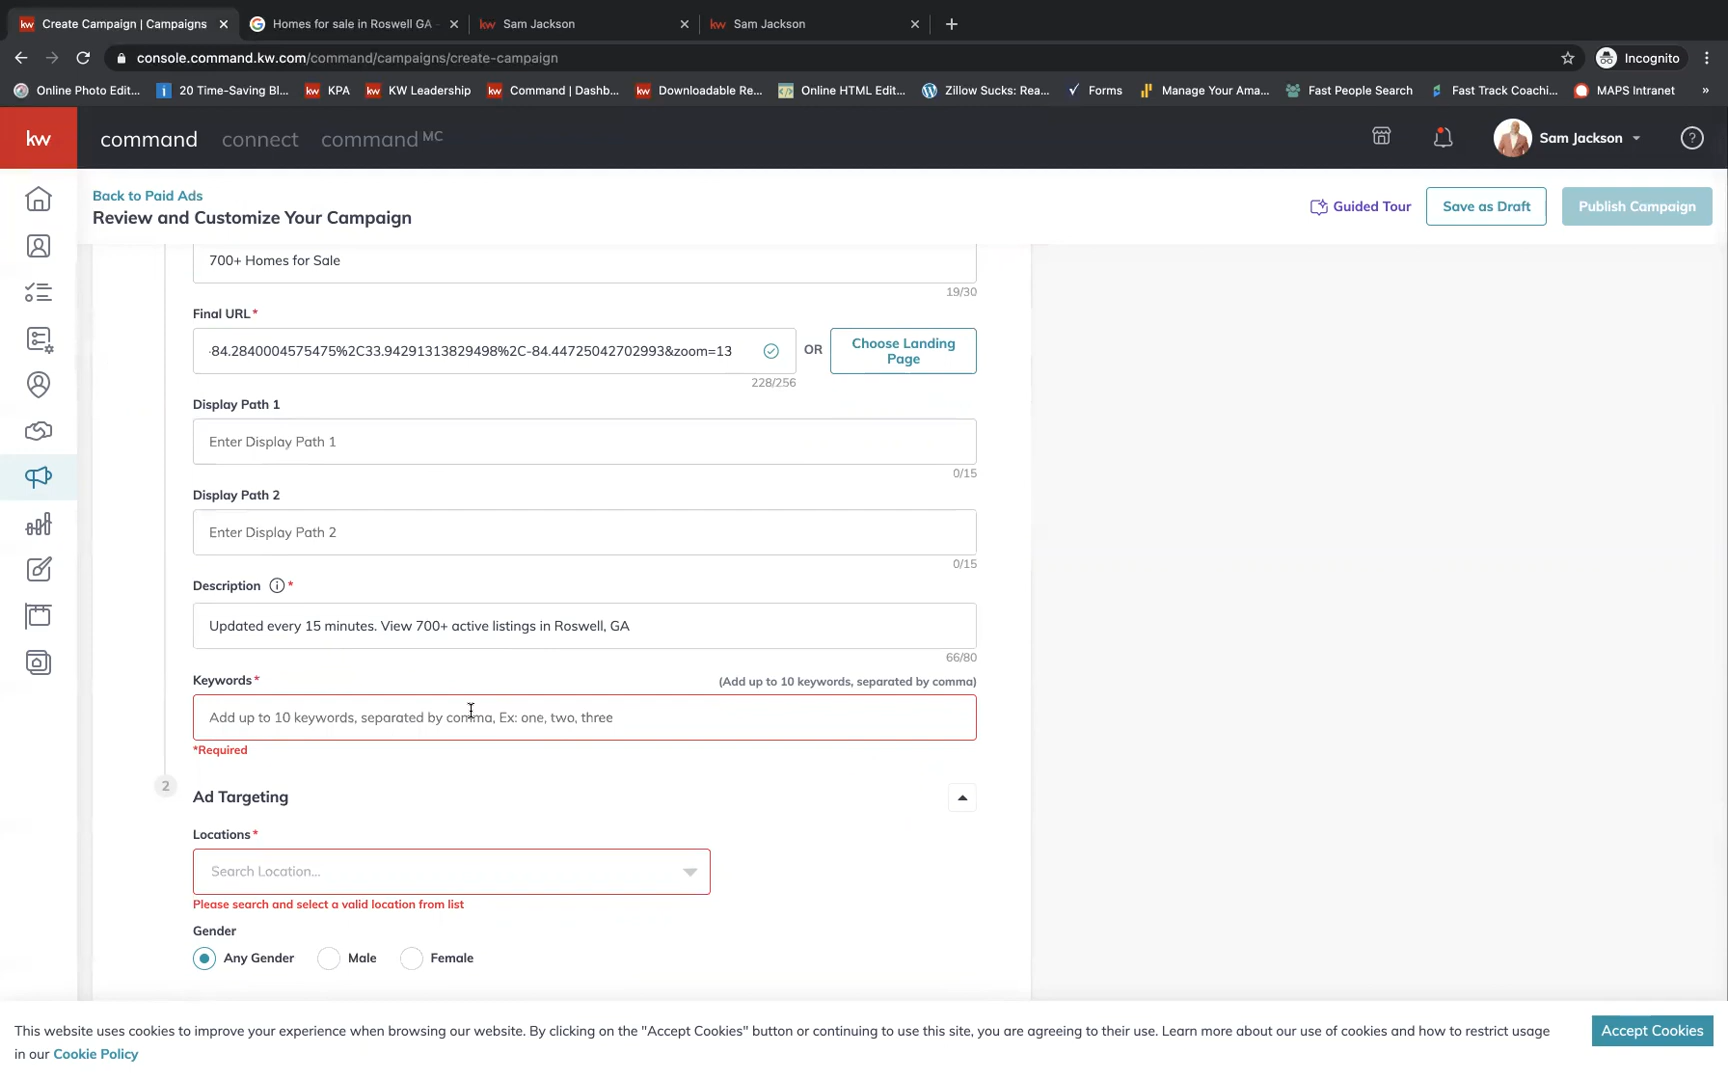 Create Campaign | Campaigns
Homes for sale in Roswell GA -
kw Sam Jackson
kw Sam Jackson
console.command.kw.com/command/campaigns/create-campaign
Incognito
Online Photo Edit...
20 Time-Saving Bl...
KPA
KW Leadership
Command | Dashb...
Downloadable Re...
Online HTML Edit...
Zillow Sucks: Rea...
Forms
Manage Your Ama...
Fast People Search
Fast Track Coachi...
MAPS Intranet
»
kw
command
connect
command MC
Sam Jackson
Back to Paid Ads
Review and Customize Your Campaign
Guided Tour
Save as Draft
Publish Campaign
700+ Homes for Sale
19/30
Final URL*
-84.2840004575475%2C33.94291313829498%2C-84.44725042702993&zoom=13
OR
Choose Landing
Page
228/256
Display Path 1
Enter Display Path 1
0/15
Display Path 2
Enter Display Path 2
0/15
Description *
Updated every 15 minutes. View 700+ active listings in Roswell, GA
66/80
Keywords*
(Add up to 10 keywords, separated by comma)
Add up to 10 keywords, separated by comma, Ex: one, two, three
*Required
2
Ad Targeting
Locations*
Search Location...
Please search and select a valid location from list
Gender
Any Gender
Male
Female
This website uses cookies to improve your experience when browsing our website. By clicking on the "Accept Cookies" button or continuing to use this site, you are agreeing to their use. Learn more about our use of cookies and how to restrict usage
in our Cookie Policy
Accept Cookies